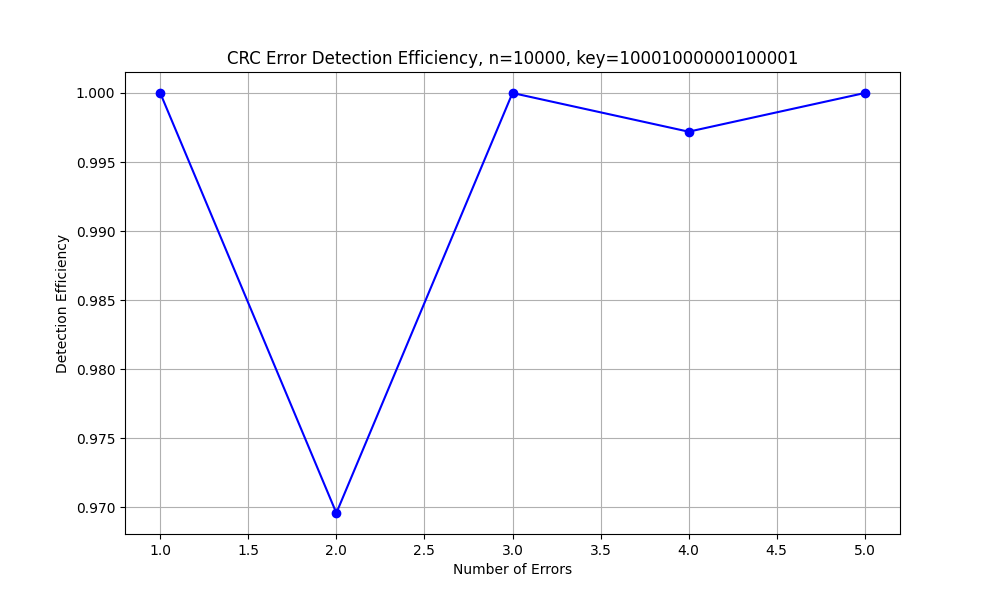 CRC Error Detection Efficiency, n=10000, key=10001000000100001
1.000
0.995
0.990
0.985
0.980
0.975
0.970
Detection Efficiency
1.0 1.5 2.0 2.5 3.0 3.5 4.0 4.5 5.0
Number of Errors